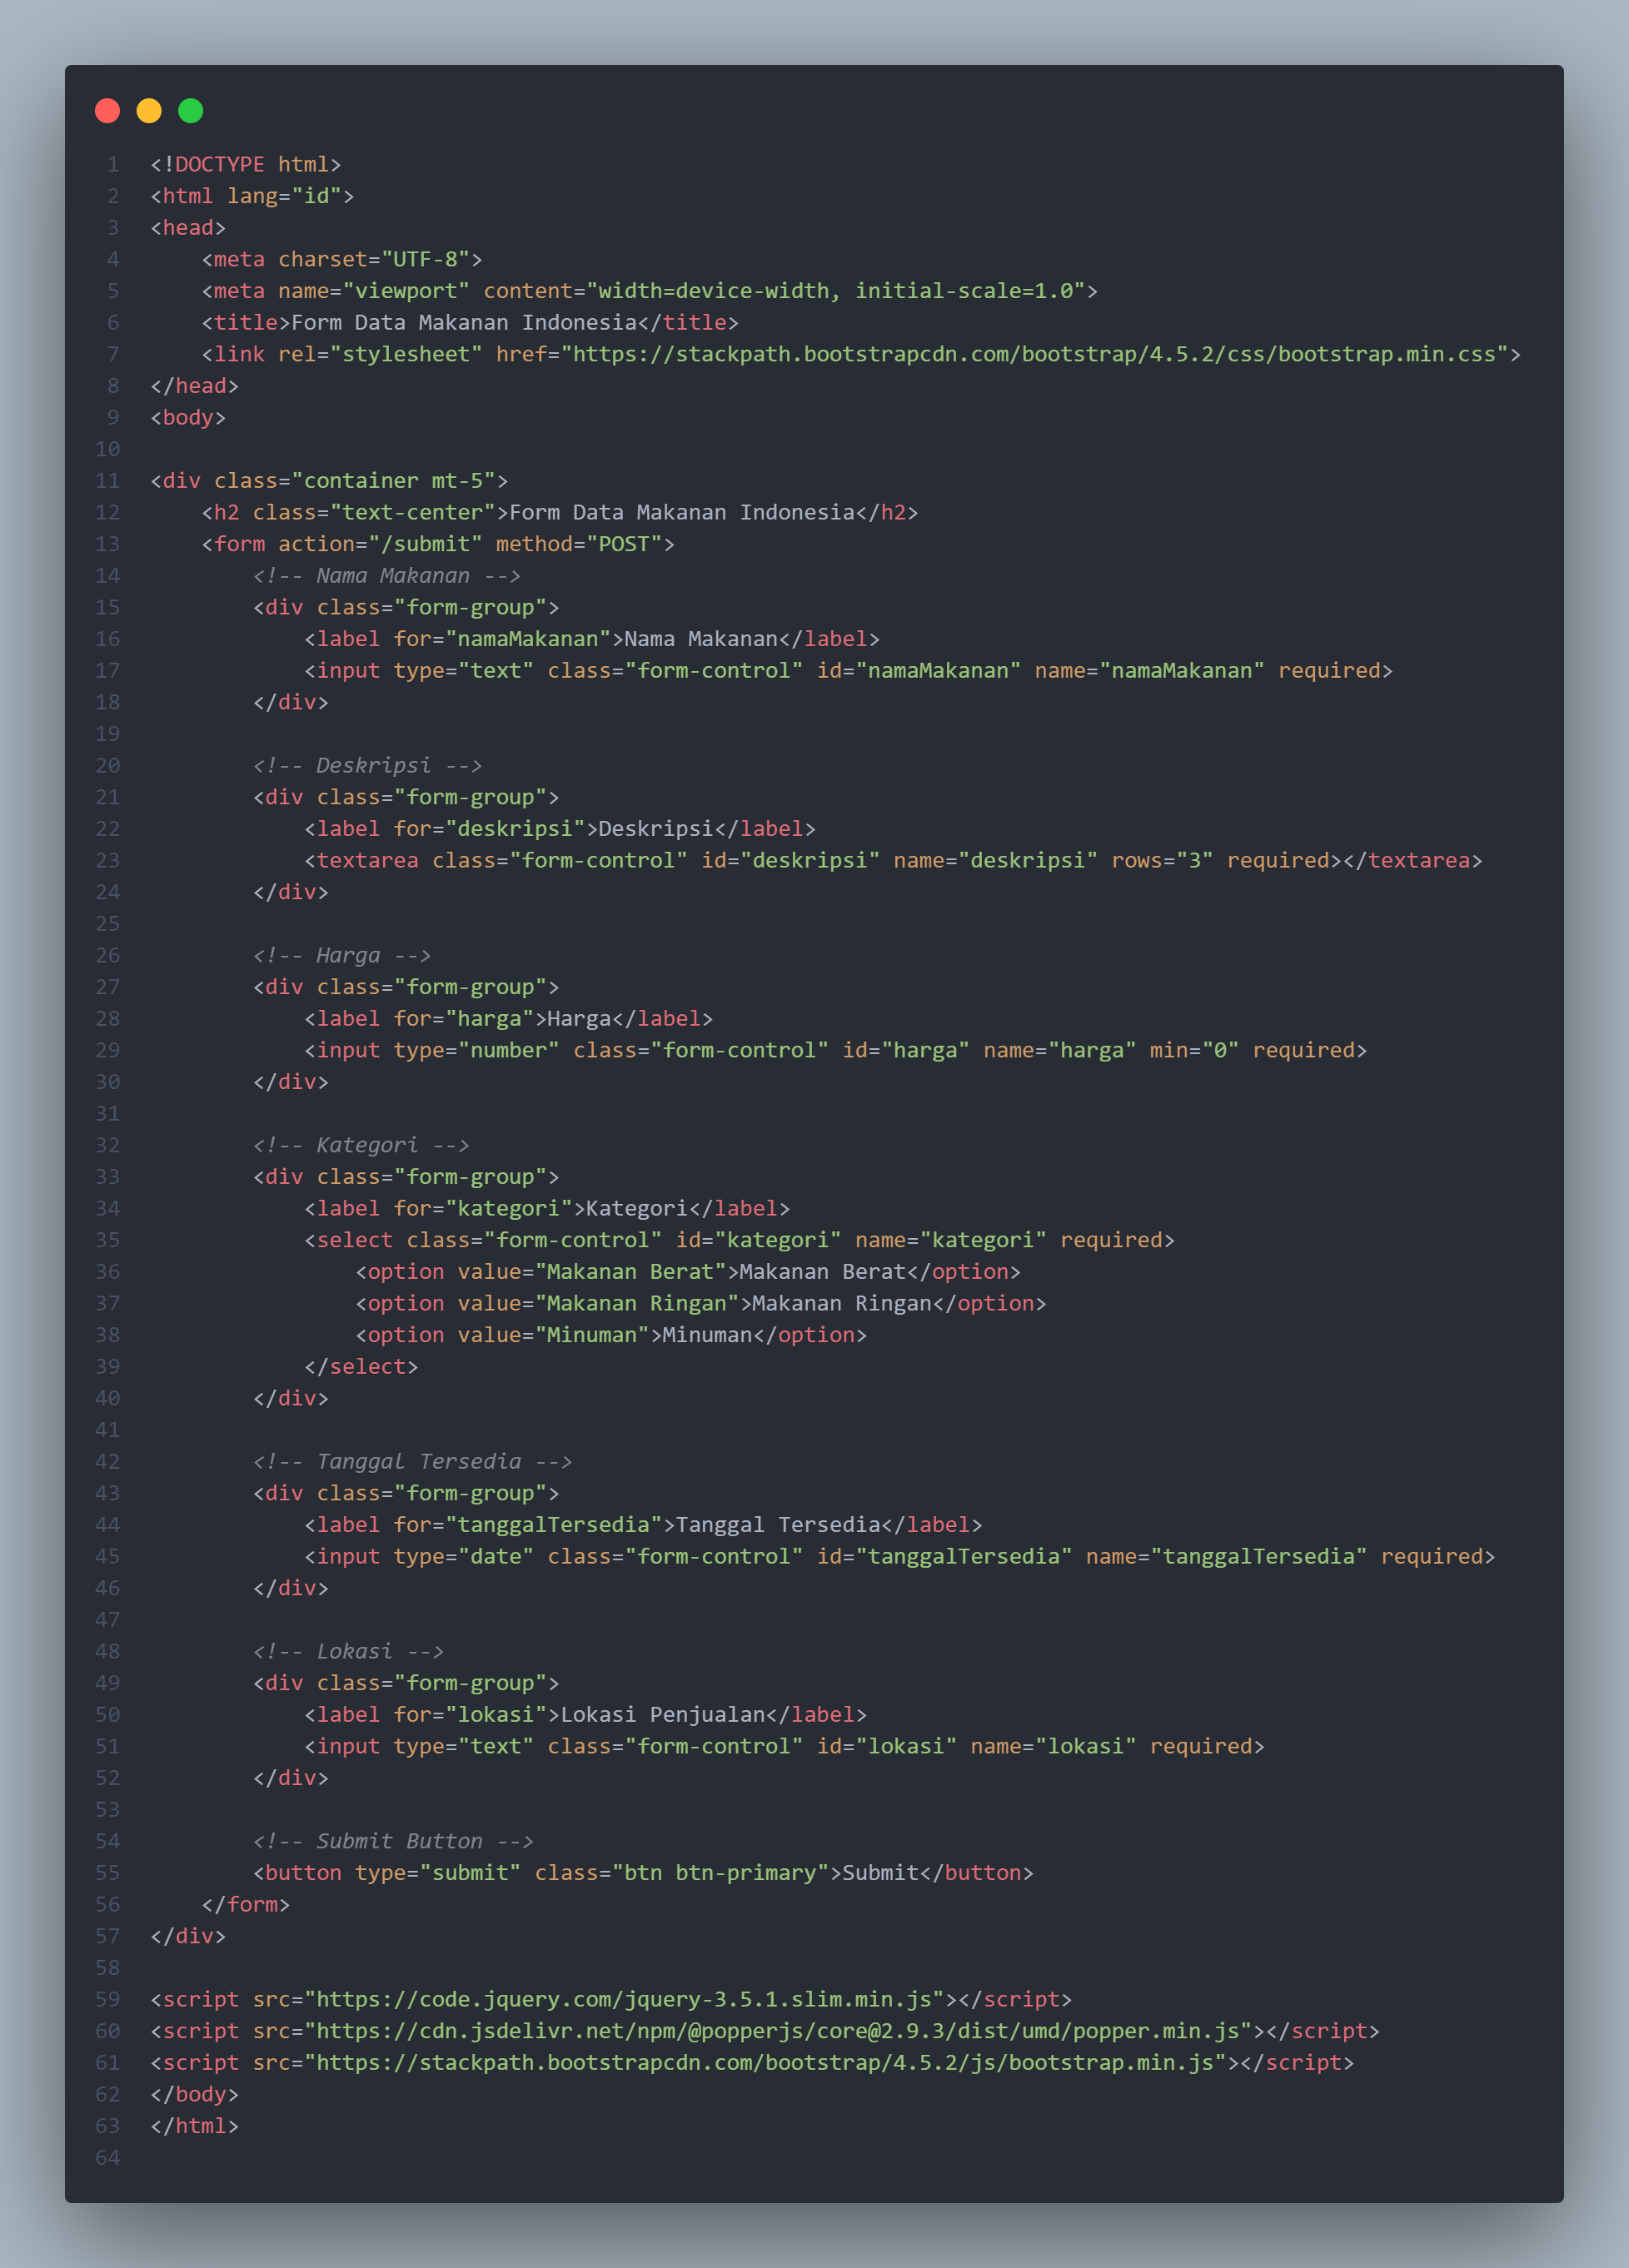 1 <!DOCTYPE html>
2 <html lang="id">
3 <head>
4     <meta charset="UTF-8">
5     <meta name="viewport" content="width=device-width, initial-scale=1.0">
6     <title>Form Data Makanan Indonesia</title>
7     <link rel="stylesheet" href="https://stackpath.bootstrapcdn.com/bootstrap/4.5.2/css/bootstrap.min.css">
8 </head>
9 <body>
10
11 <div class="container mt-5">
12     <h2 class="text-center">Form Data Makanan Indonesia</h2>
13     <form action="/submit" method="POST">
14         <!-- Nama Makanan -->
15         <div class="form-group">
16             <label for="namaMakanan">Nama Makanan</label>
17             <input type="text" class="form-control" id="namaMakanan" name="namaMakanan" required>
18         </div>
19
20         <!-- Deskripsi -->
21         <div class="form-group">
22             <label for="deskripsi">Deskripsi</label>
23             <textarea class="form-control" id="deskripsi" name="deskripsi" rows="3" required></textarea>
24         </div>
25
26         <!-- Harga -->
27         <div class="form-group">
28             <label for="harga">Harga</label>
29             <input type="number" class="form-control" id="harga" name="harga" min="0" required>
30         </div>
31
32         <!-- Kategori -->
33         <div class="form-group">
34             <label for="kategori">Kategori</label>
35             <select class="form-control" id="kategori" name="kategori" required>
36                 <option value="Makanan Berat">Makanan Berat</option>
37                 <option value="Makanan Ringan">Makanan Ringan</option>
38                 <option value="Minuman">Minuman</option>
39             </select>
40         </div>
41
42         <!-- Tanggal Tersedia -->
43         <div class="form-group">
44             <label for="tanggalTersedia">Tanggal Tersedia</label>
45             <input type="date" class="form-control" id="tanggalTersedia" name="tanggalTersedia" required>
46         </div>
47
48         <!-- Lokasi -->
49         <div class="form-group">
50             <label for="lokasi">Lokasi Penjualan</label>
51             <input type="text" class="form-control" id="lokasi" name="lokasi" required>
52         </div>
53
54         <!-- Submit Button -->
55         <button type="submit" class="btn btn-primary">Submit</button>
56     </form>
57 </div>
58
59 <script src="https://code.jquery.com/jquery-3.5.1.slim.min.js"></script>
60 <script src="https://cdn.jsdelivr.net/npm/@popperjs/core@2.9.3/dist/umd/popper.min.js"></script>
61 <script src="https://stackpath.bootstrapcdn.com/bootstrap/4.5.2/js/bootstrap.min.js"></script>
62 </body>
63 </html>
64